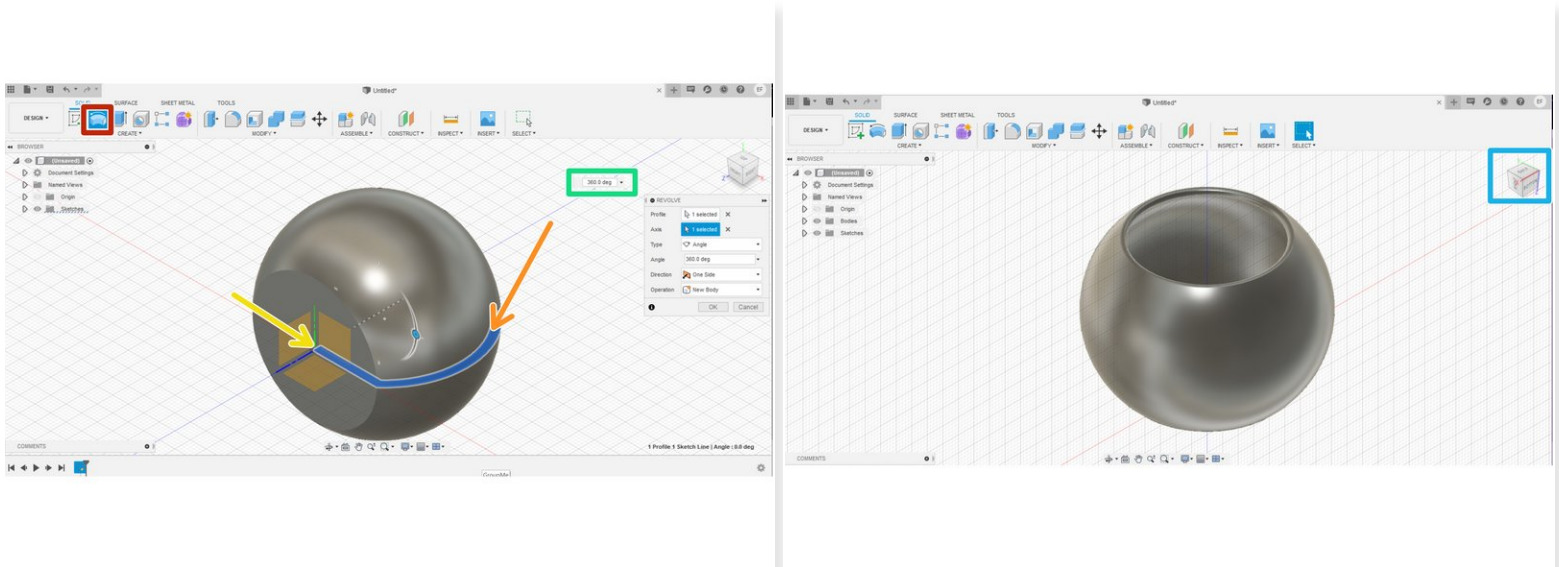 Untitled*
EF
SOLID SURFACE SHEET METAL TOOLS
DESIGN
CREATE MODIFY ASSEMBLE CONSTRUCT INSPECT INSERT SELECT
BROWSER
(Unsaved)
Document Settings
Named Views
Origin
Sketches
360.0 deg
REVOLVE
Profile 1 selected
Axis 1 selected
Type Angle
Angle 360.0 deg
Direction One Side
Operation New Body
OK Cancel
COMMENTS
1 Profile 1 Sketch Line | Angle : 0.0 deg
GroupMe
Untitled*
EF
SOLID SURFACE SHEET METAL TOOLS
DESIGN
CREATE MODIFY ASSEMBLE CONSTRUCT INSPECT INSERT SELECT
BROWSER
(Unsaved)
Document Settings
Named Views
Origin
Bodies
Sketches
COMMENTS